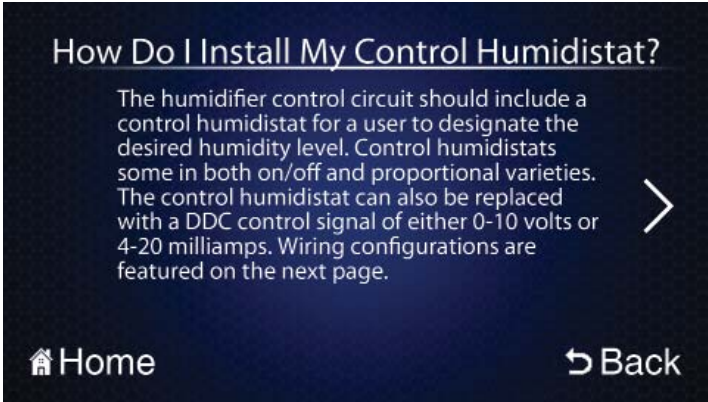 How Do I Install My Control Humidistat?
The humidifier control circuit should include a
control humidistat for a user to designate the
desired humidity level. Control humidistats
some in both on/off and proportional varieties.
The control humidistat can also be replaced
with a DDC control signal of either 0-10 volts or
4-20 milliamps. Wiring configurations are
featured on the next page.
Home
Back